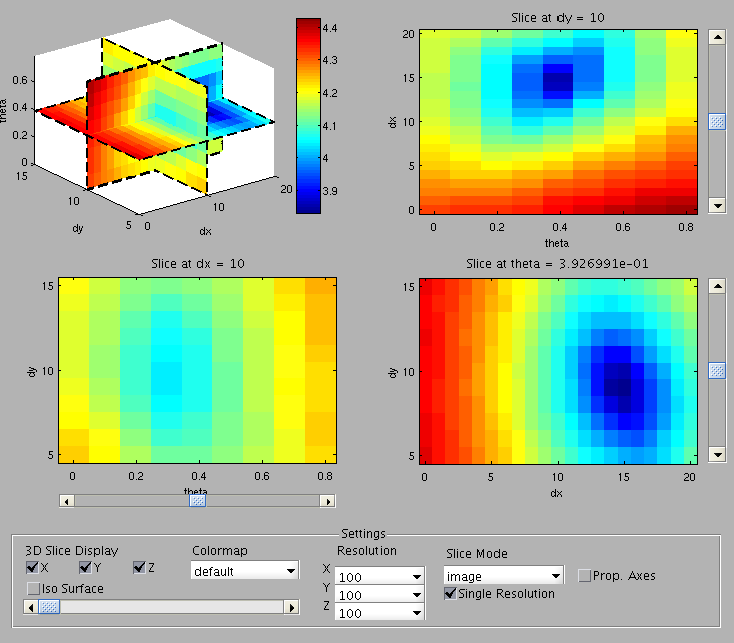 Slice at dy = 10
4.4
4.3
4.2
4.1
4
3.9
theta
0.6
0.4
0.2
0
15
10
5
dy
0
10
20
dx
20
15
10
5
0
dx
0
0.2
0.4
0.6
0.8
theta
Slice at dx = 10
15
10
5
dy
0
0.2
0.4
0.6
0.8
theta
Slice at theta = 3.926991e-01
15
10
5
dy
0
5
10
15
20
dx
Settings
3D Slice Display
X Y Z
Iso Surface
Colormap
default
Resolution
X 100
Y 100
Z 100
Slice Mode
image
Single Resolution
Prop. Axes